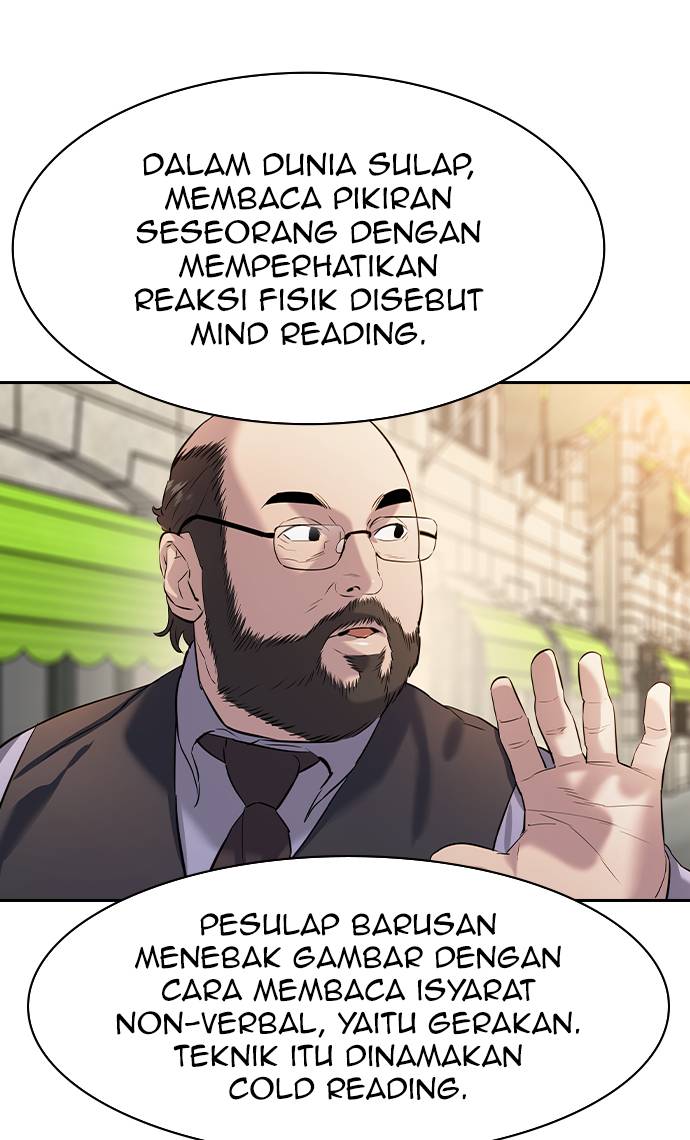 DALAM DUNIA SULAP,
MEMBACA PIKIRAN
SESEORANG DENGAN
MEMPERHATIKAN
REAKSI FISIK DISEBUT
MIND READING.
PESULAP BARUSAN
MENEBAK GAMBAR DENGAN
CARA MEMBACA ISYARAT
NON-VERBAL, YAITU GERAKAN.
TEKNIK ITU DINAMAKAN
COLD READING.